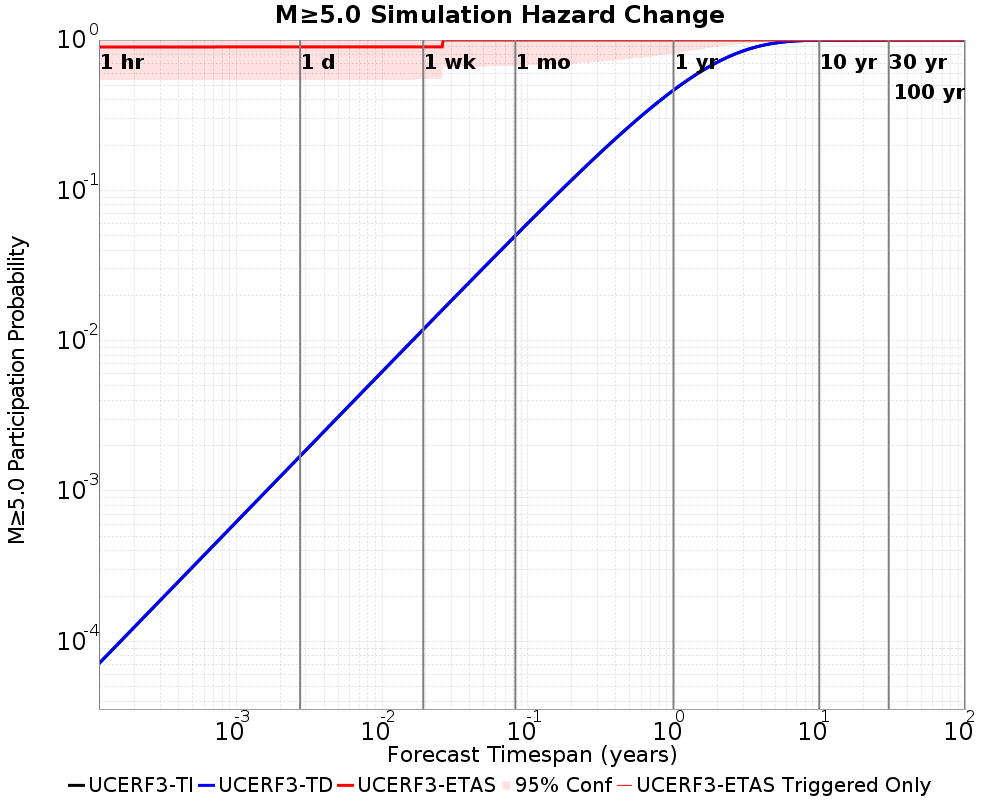 M≥5.0 Simulation Hazard Change
M≥5.0 Participation Probability
10^0
10^-1
10^-2
10^-3
10^-4
1 hr
1 d
1 wk
1 mo
1 yr
10 yr
30 yr
100 yr
10^-3
10^-2
10^-1
10^0
10^1
10^2
Forecast Timespan (years)
UCERF3-TI UCERF3-TD UCERF3-ETAS 95% Conf UCERF3-ETAS Triggered Only